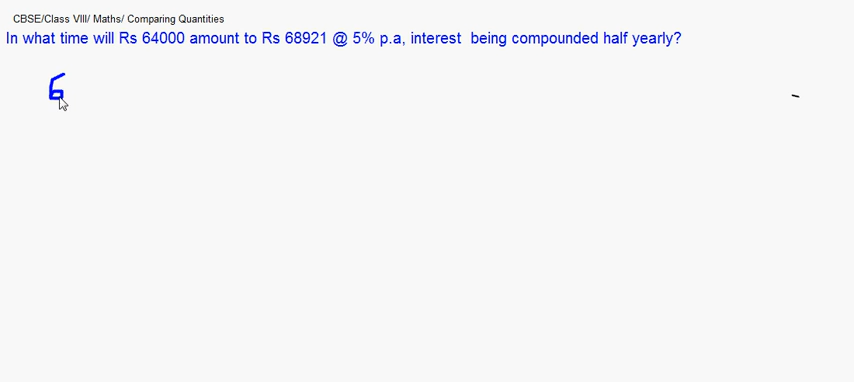 CBSE/Class VIII/ Maths/ Comparing Quantities
In what time will Rs 64000 amount to Rs 68921 @ 5% p.a, interest being compounded half yearly?
6